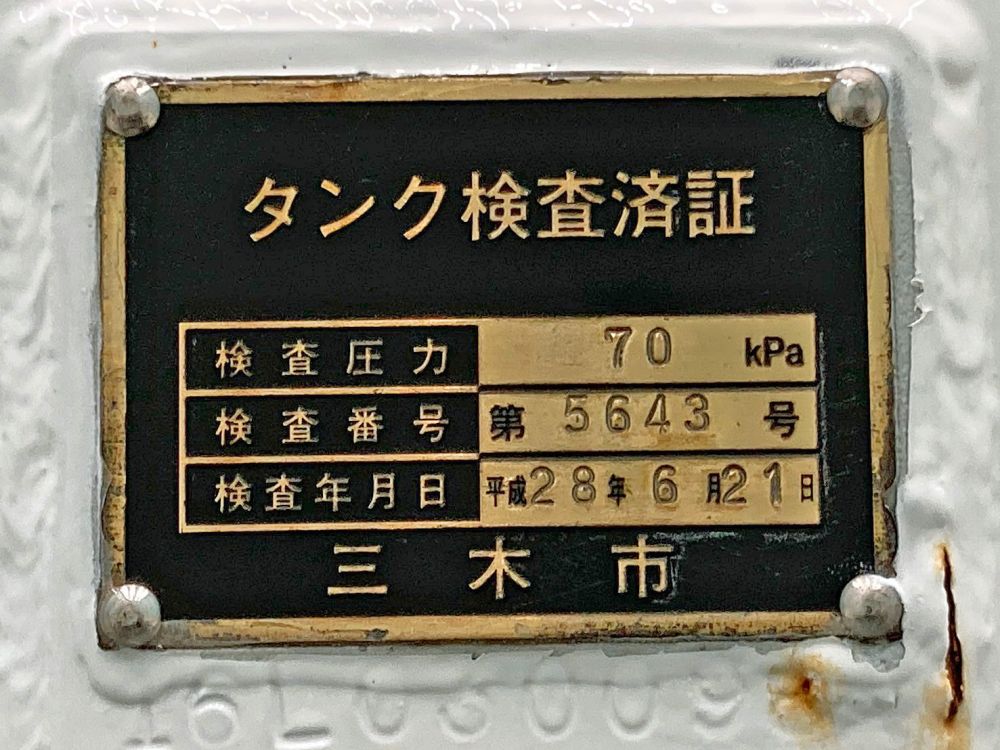 タンク検査済証
検査圧力 70 kPa
検査番号 第 5643 号
検査年月日 平成28年 6月21日
三木市
16L03009